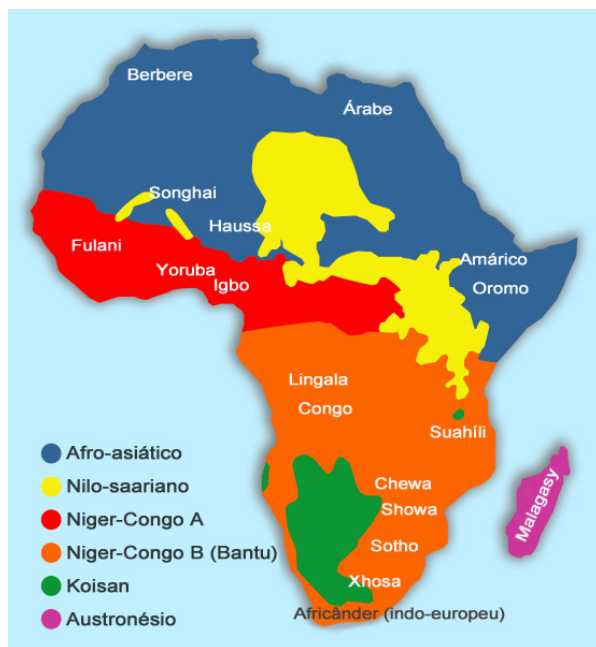 Berbere
Árabe
Songhai
Haussa
Fulani
Yoruba
Igbo
Amárico
Oromo
Lingala
Congo
Suahíli
Chewa
Showa
Sotho
Xhosa
Africânder (indo-europeu)
Malagasy
Afro-asiático
Nilo-saariano
Niger-Congo A
Niger-Congo B (Bantu)
Koisan
Austronésio